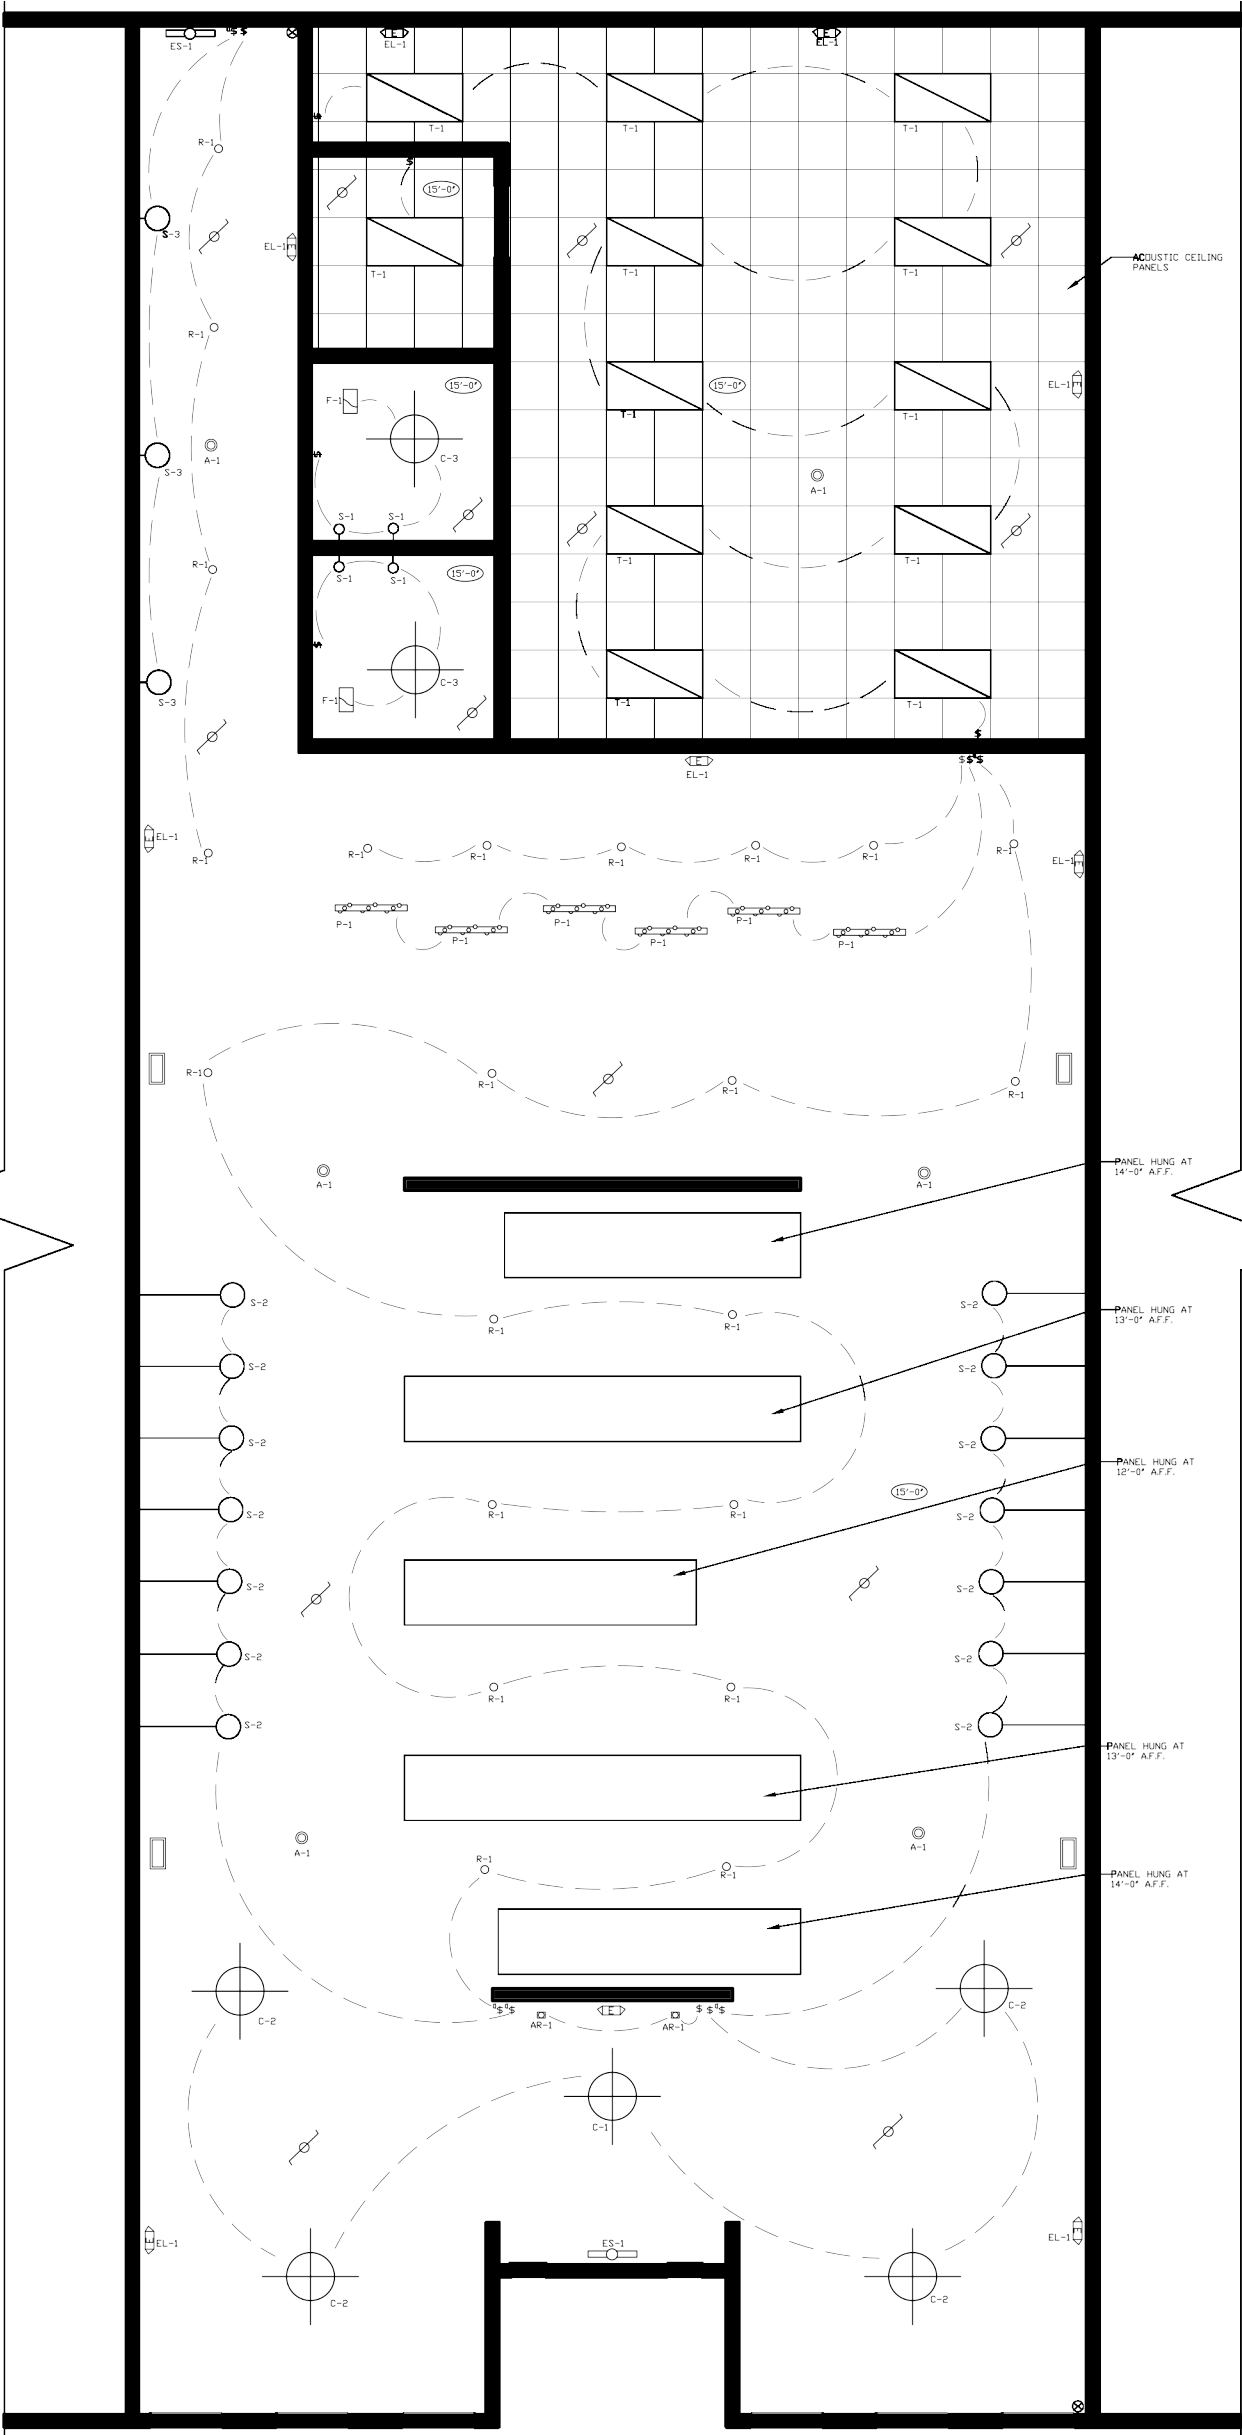 $ $
ES-1
E
EL-1
E
EL-1
$
T-1
T-1
T-1
R-1
$
15'-0"
S-3
EL-1
E
T-1
T-1
T-1
ACOUSTIC CEILING
PANELS
R-1
15'-0"
15'-0"
EL-1
E
F-1
T-1
T-1
C-3
A-1
S-3
$
A-1
S-1
S-1
T-1
T-1
R-1
15'-0"
S-1
S-1
$
C-3
S-3
F-1
T-1
T-1
$
$ $ $
E
EL-1
E
EL-1
R-1
R-1
R-1
R-1
R-1
R-1
R-1
EL-1
E
P-1
P-1
P-1
P-1
P-1
P-1
R-1
R-1
R-1
R-1
PANEL HUNG AT
14'-0" A.F.F.
A-1
A-1
S-2
S-2
PANEL HUNG AT
13'-0" A.F.F.
R-1
R-1
S-2
S-2
S-2
S-2
PANEL HUNG AT
12'-0" A.F.F.
15'-0"
R-1
R-1
S-2
S-2
S-2
S-2
S-2
S-2
R-1
R-1
S-2
S-2
PANEL HUNG AT
13'-0" A.F.F.
A-1
A-1
R-1
R-1
PANEL HUNG AT
14'-0" A.F.F.
C-2
C-2
$ $
E
$ $ $
AR-1
AR-1
C-1
E
EL-1
ES-1
EL-1
E
C-2
C-2